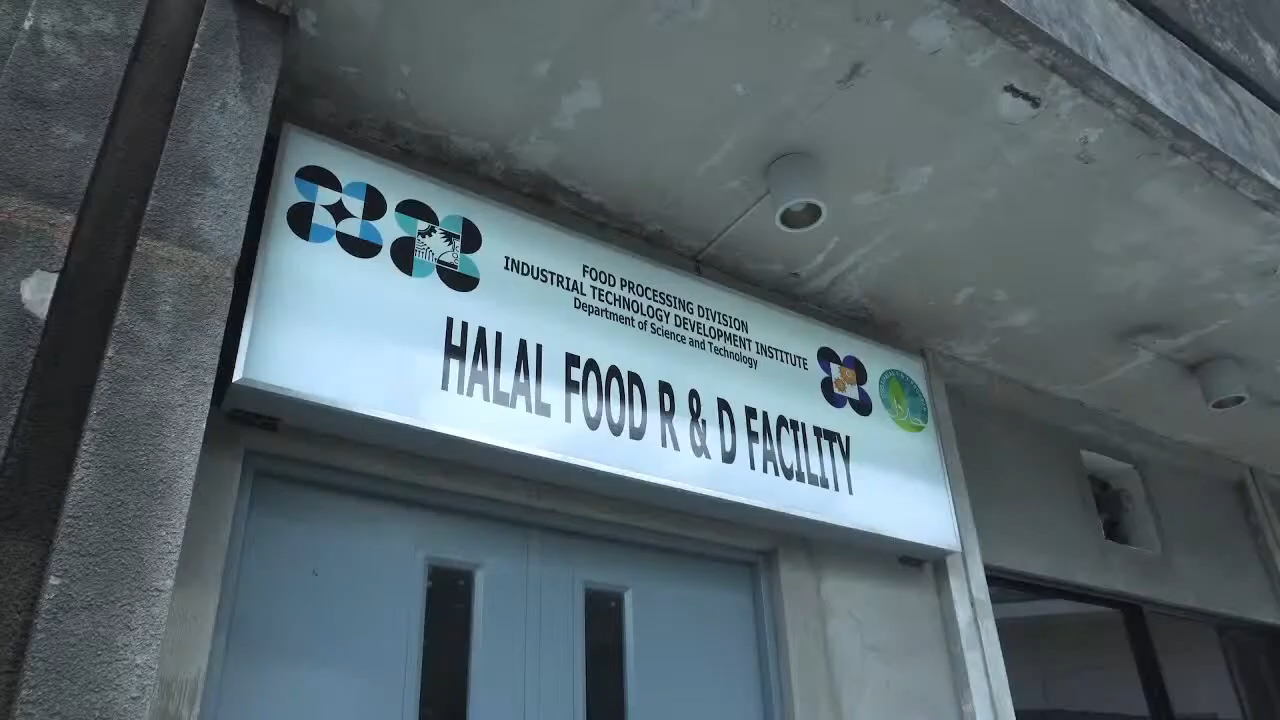 FOOD PROCESSING DIVISION
INDUSTRIAL TECHNOLOGY DEVELOPMENT INSTITUTE
Department of Science and Technology
HALAL FOOD R & D FACILITY